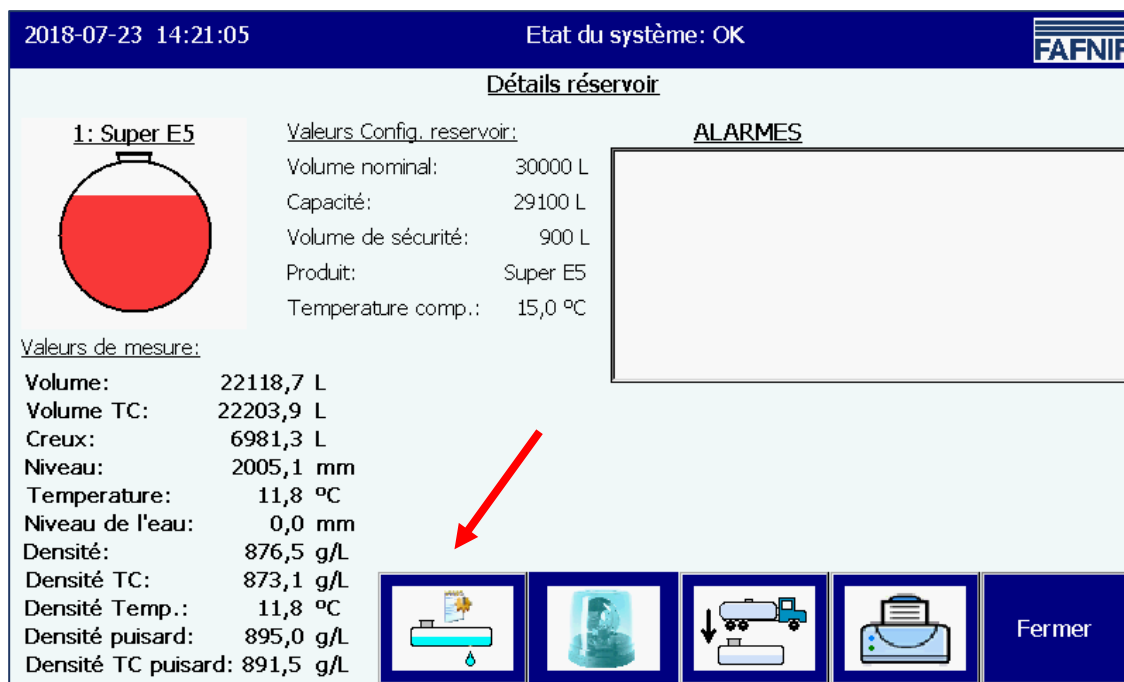 2018-07-23 14:21:05
Etat du système: OK
FAFNIR
Détails réservoir
1: Super E5
Valeurs Config. reservoir:
Volume nominal: 30000 L
Capacité: 29100 L
Volume de sécurité: 900 L
Produit: Super E5
Temperature comp.: 15,0 ºC
ALARMES
Valeurs de mesure:
Volume: 22118,7 L
Volume TC: 22203,9 L
Creux: 6981,3 L
Niveau: 2005,1 mm
Temperature: 11,8 ºC
Niveau de l'eau: 0,0 mm
Densité: 876,5 g/L
Densité TC: 873,1 g/L
Densité Temp.: 11,8 ºC
Densité puisard: 895,0 g/L
Densité TC puisard: 891,5 g/L
Fermer